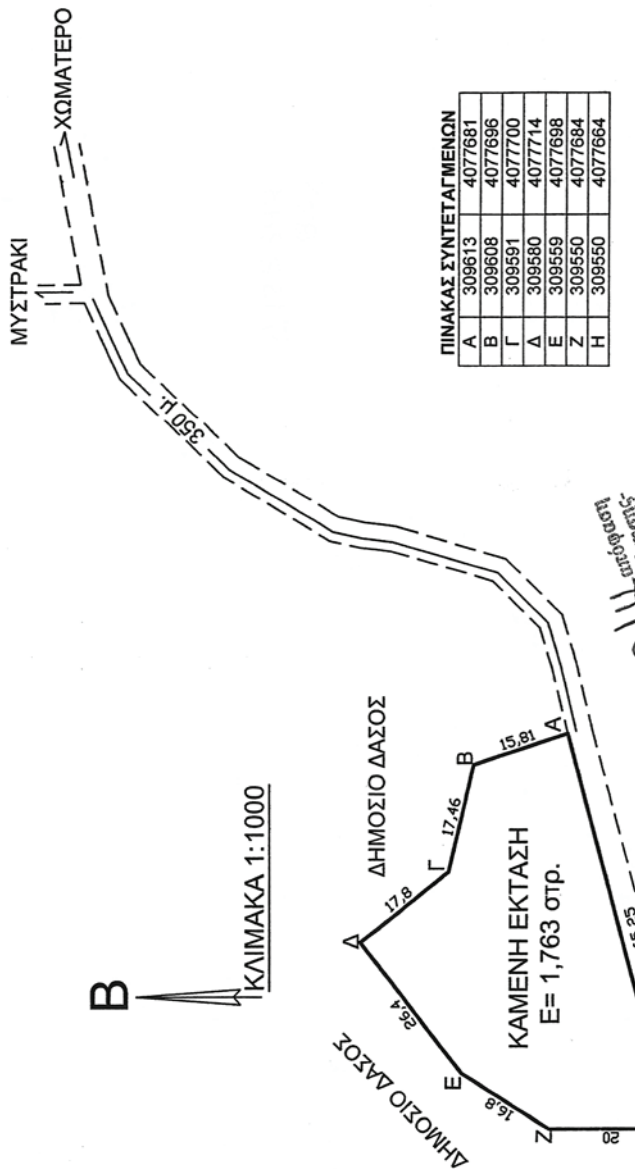 ΜΥΣΤΡΑΚΙ
ΧΩΜΑΤΕΡΟ
350 μ.
Β
ΚΛΙΜΑΚΑ 1:1000
ΠΙΝΑΚΑΣ ΣΥΝΤΕΤΑΓΜΕΝΩΝ
Α 309613 4077681
Β 309608 4077696
Γ 309591 4077700
Δ 309580 4077714
Ε 309559 4077698
Ζ 309550 4077684
Η 309550 4077664
ΔΗΜΟΣΙΟ ΔΑΣΟΣ
ΔΗΜΟΣΙΟ ΔΑΣΟΣ
Δ
17,8
Γ
17,46
Β
15,81
Α
26,4
Ε
16,8
Ζ
20
ΚΑΜΕΝΗ ΕΚΤΑΣΗ
Ε= 1,763 στρ.
απόφαση